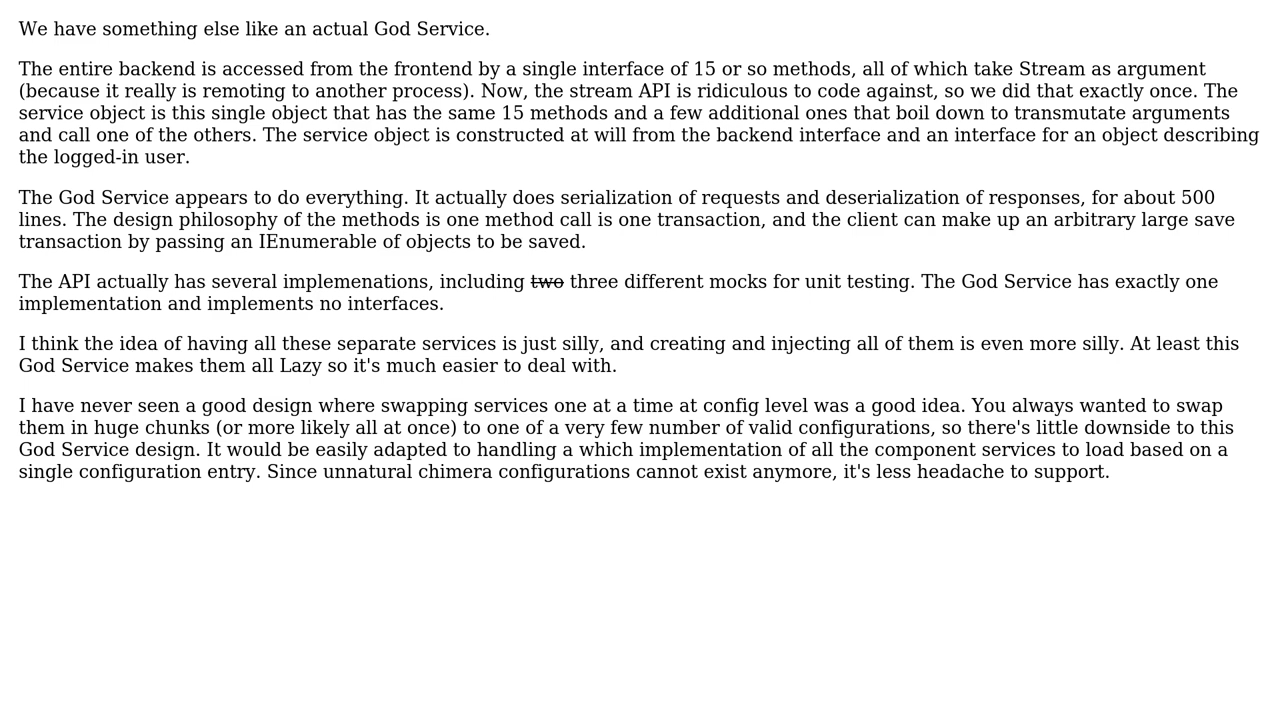 We have something else like an actual God Service.
The entire backend is accessed from the frontend by a single interface of 15 or so methods, all of which take Stream as argument
(because it really is remoting to another process). Now, the stream API is ridiculous to code against, so we did that exactly once. The
service object is this single object that has the same 15 methods and a few additional ones that boil down to transmutate arguments
and call one of the others. The service object is constructed at will from the backend interface and an interface for an object describing
the logged-in user.
The God Service appears to do everything. It actually does serialization of requests and deserialization of responses, for about 500
lines. The design philosophy of the methods is one method call is one transaction, and the client can make up an arbitrary large save
transaction by passing an IEnumerable of objects to be saved.
The API actually has several implemenations, including two three different mocks for unit testing. The God Service has exactly one
implementation and implements no interfaces.
I think the idea of having all these separate services is just silly, and creating and injecting all of them is even more silly. At least this
God Service makes them all Lazy so it's much easier to deal with.
I have never seen a good design where swapping services one at a time at config level was a good idea. You always wanted to swap
them in huge chunks (or more likely all at once) to one of a very few number of valid configurations, so there's little downside to this
God Service design. It would be easily adapted to handling a which implementation of all the component services to load based on a
single configuration entry. Since unnatural chimera configurations cannot exist anymore, it's less headache to support.